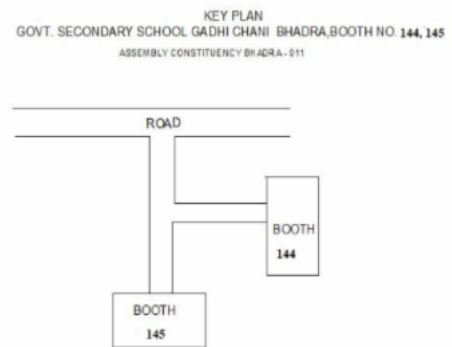 KEY PLAN
GOVT. SECONDARY SCHOOL GADHI CHANI BHADRA,BOOTH NO. 144, 145
ASSEMBLY CONSTITUENCY BHADRA - 011
ROAD
BOOTH
144
BOOTH
145